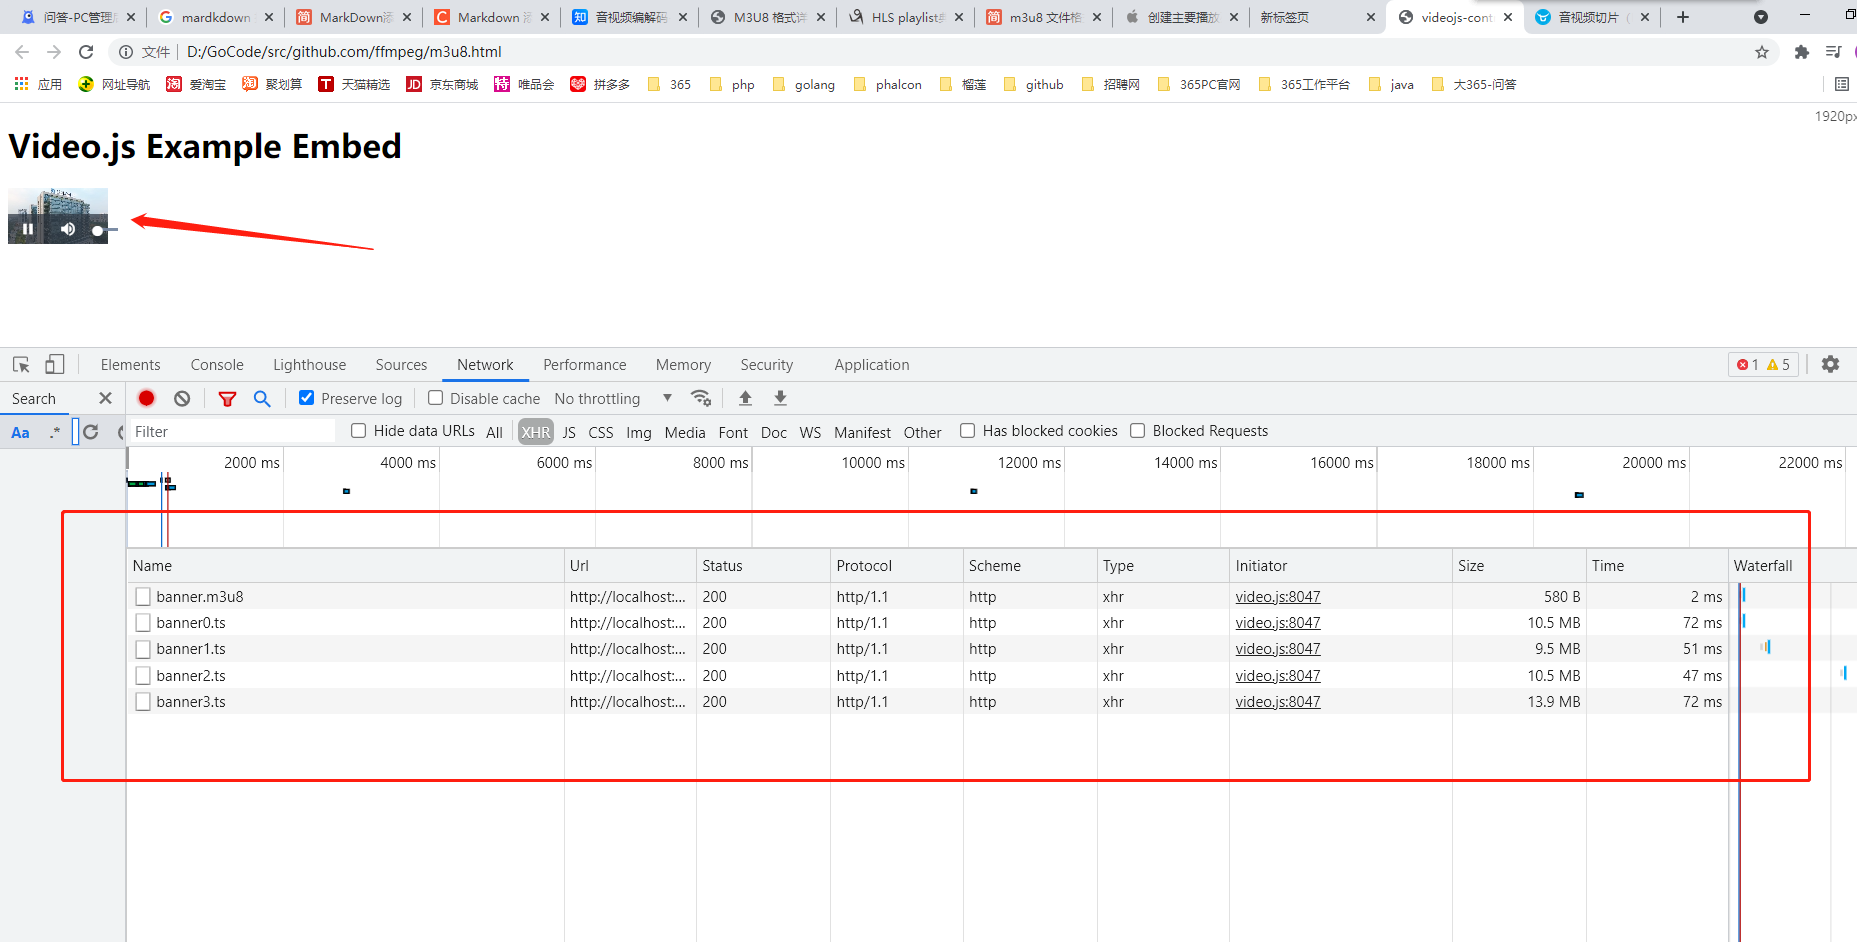 问答-PC管理
mardkdown
MarkDown添
Markdown 添
音视频编解码
M3U8 格式详
HLS playlist
m3u8 文件格
创建主要播放
新标签页
videojs-cont
音视频切片（
文件 D:/GoCode/src/github.com/ffmpeg/m3u8.html
应用 网址导航 爱淘宝 聚划算 天猫精选 京东商城 唯品会 拼多多 365 php golang phalcon 榴莲 github 招聘网 365PC官网 365工作平台 java 大365-问答
1920px
Video.js Example Embed
Elements Console Lighthouse Sources Network Performance Memory Security Application 1 5
Search Preserve log Disable cache No throttling
Aa .* Filter Hide data URLs All XHR JS CSS Img Media Font Doc WS Manifest Other Has blocked cookies Blocked Requests
2000 ms 4000 ms 6000 ms 8000 ms 10000 ms 12000 ms 14000 ms 16000 ms 18000 ms 20000 ms 22000 ms
Name Url Status Protocol Scheme Type Initiator Size Time Waterfall
banner.m3u8 http://localhost:... 200 http/1.1 http xhr video.js:8047 580 B 2 ms
banner0.ts http://localhost:... 200 http/1.1 http xhr video.js:8047 10.5 MB 72 ms
banner1.ts http://localhost:... 200 http/1.1 http xhr video.js:8047 9.5 MB 51 ms
banner2.ts http://localhost:... 200 http/1.1 http xhr video.js:8047 10.5 MB 47 ms
banner3.ts http://localhost:... 200 http/1.1 http xhr video.js:8047 13.9 MB 72 ms